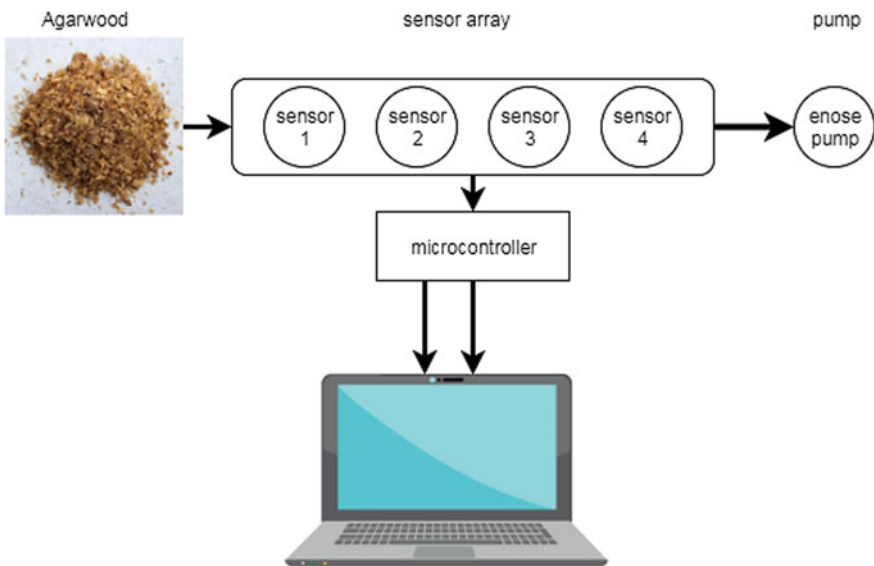 Agarwood
sensor array
pump
sensor
1
sensor
2
sensor
3
sensor
4
enose
pump
microcontroller